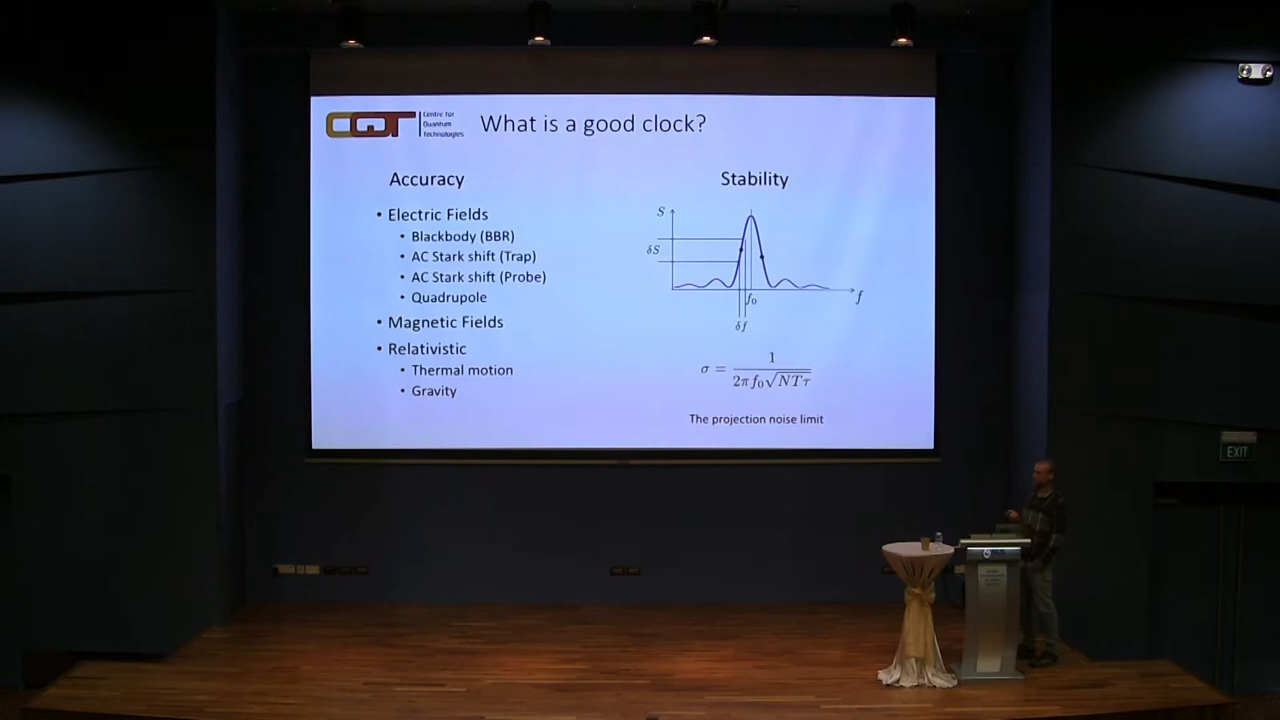 CQT
Centre for
Quantum
Technologies
What is a good clock?
Accuracy
• Electric Fields
• Blackbody (BBR)
• AC Stark shift (Trap)
• AC Stark shift (Probe)
• Quadrupole
• Magnetic Fields
• Relativistic
• Thermal motion
• Gravity
Stability
S
δS
f₀
f
δf
σ = 1 / 2πf₀√NTτ
The projection noise limit
EXIT